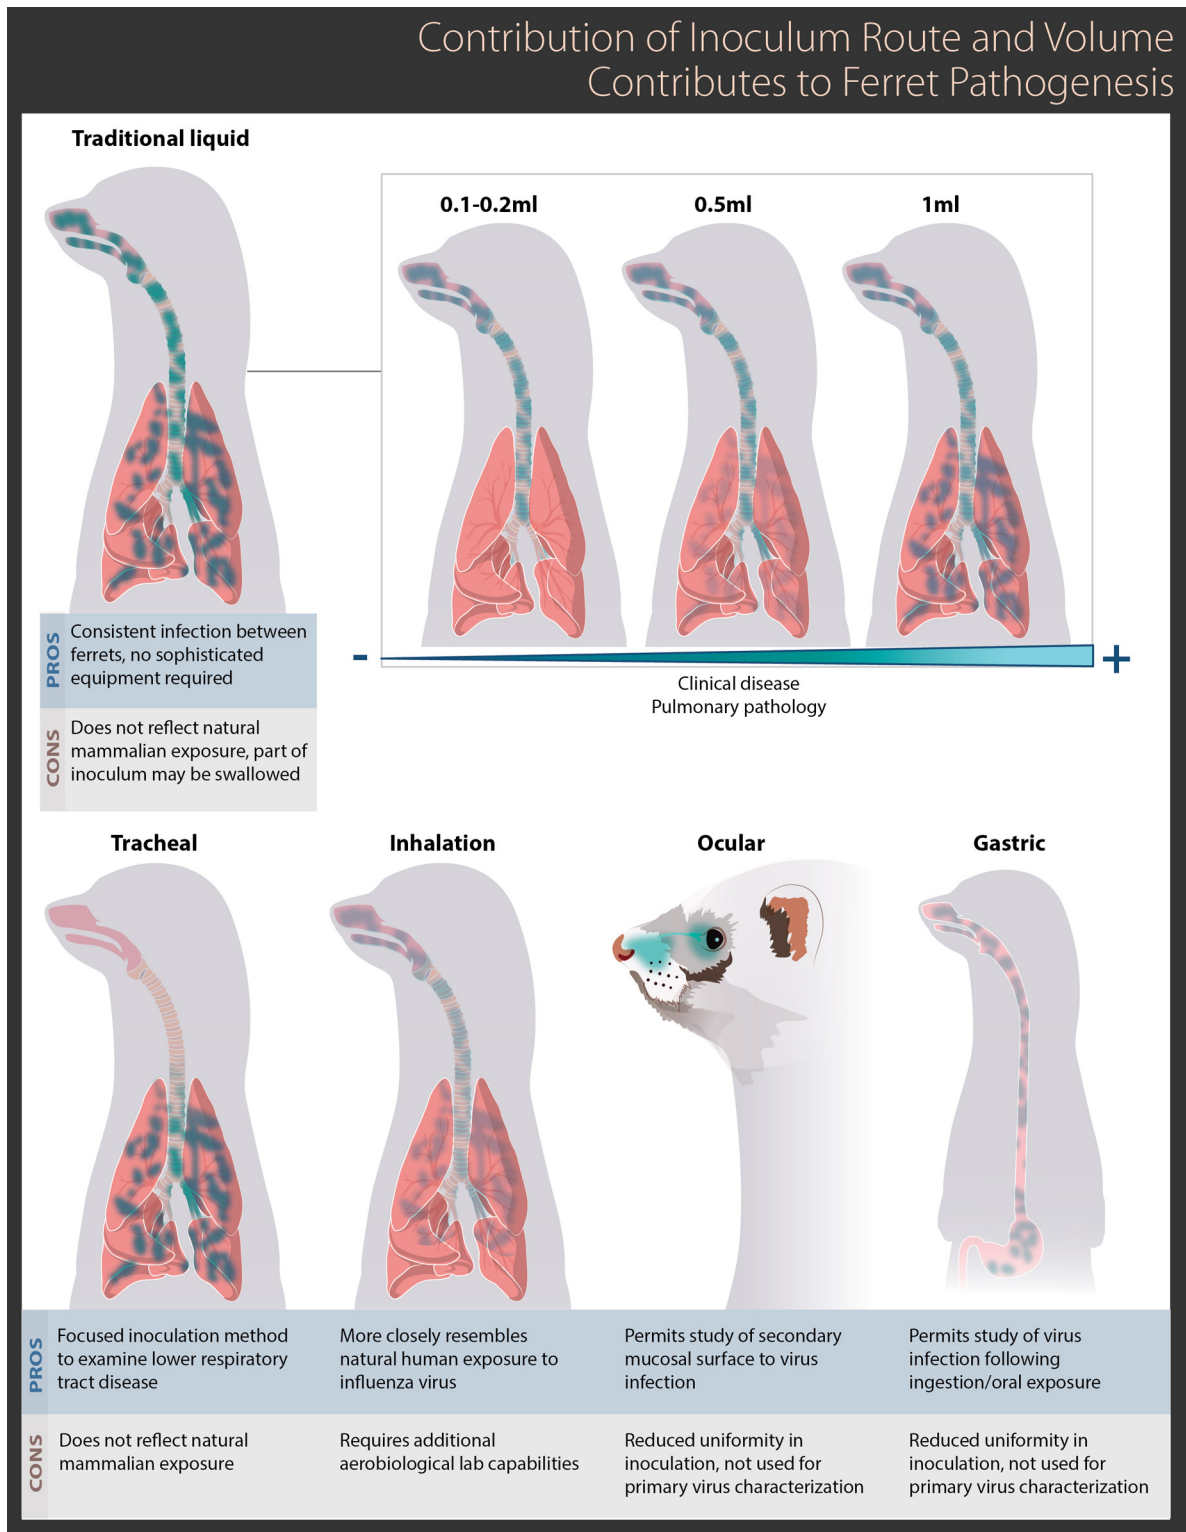 Contribution of Inoculum Route and Volume
Contributes to Ferret Pathogenesis
Traditional liquid
0.1-0.2ml
0.5ml
1ml
-
+
Clinical disease
Pulmonary pathology
PROS
Consistent infection between
ferrets, no sophisticated
equipment required
CONS
Does not reflect natural
mammalian exposure, part of
inoculum may be swallowed
Tracheal
Inhalation
Ocular
Gastric
PROS
Focused inoculation method
to examine lower respiratory
tract disease
More closely resembles
natural human exposure to
influenza virus
Permits study of secondary
mucosal surface to virus
infection
Permits study of virus
infection following
ingestion/oral exposure
CONS
Does not reflect natural
mammalian exposure
Requires additional
aerobiological lab capabilities
Reduced uniformity in
inoculation, not used for
primary virus characterization
Reduced uniformity in
inoculation, not used for
primary virus characterization